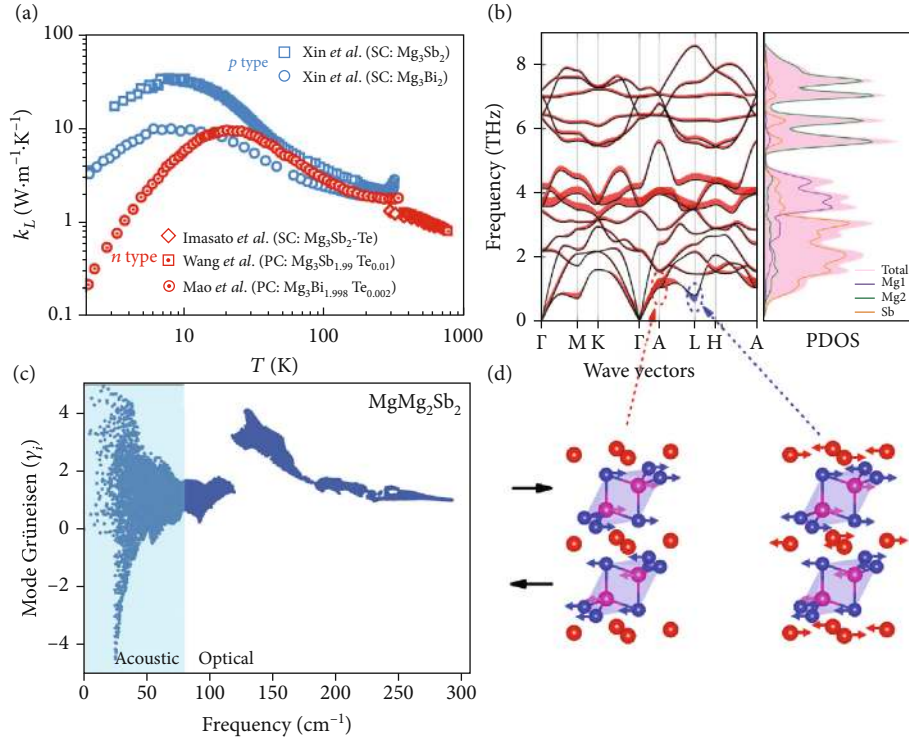 (a)
100
10
1
0.1
k_L (W·m⁻¹·K⁻¹)
10
100
1000
T (K)
p type
Xin et al. (SC: Mg₃Sb₂)
Xin et al. (SC: Mg₃Bi₂)
n type
Imasato et al. (SC: Mg₃Sb₂-Te)
Wang et al. (PC: Mg₃Sb₁.₉₉ Te₀.₀₁)
Mao et al. (PC: Mg₃Bi₁.₉₉₈ Te₀.₀₀₂)
(b)
Frequency (THz)
8
6
4
2
0
Γ M K Γ A L H A
Wave vectors
Total
Mg1
Mg2
Sb
PDOS
(c)
MgMg₂Sb₂
Mode Grüneisen (γᵢ)
4
2
0
−2
−4
Acoustic
Optical
0 50 100 150 200 250 300
Frequency (cm⁻¹)
(d)